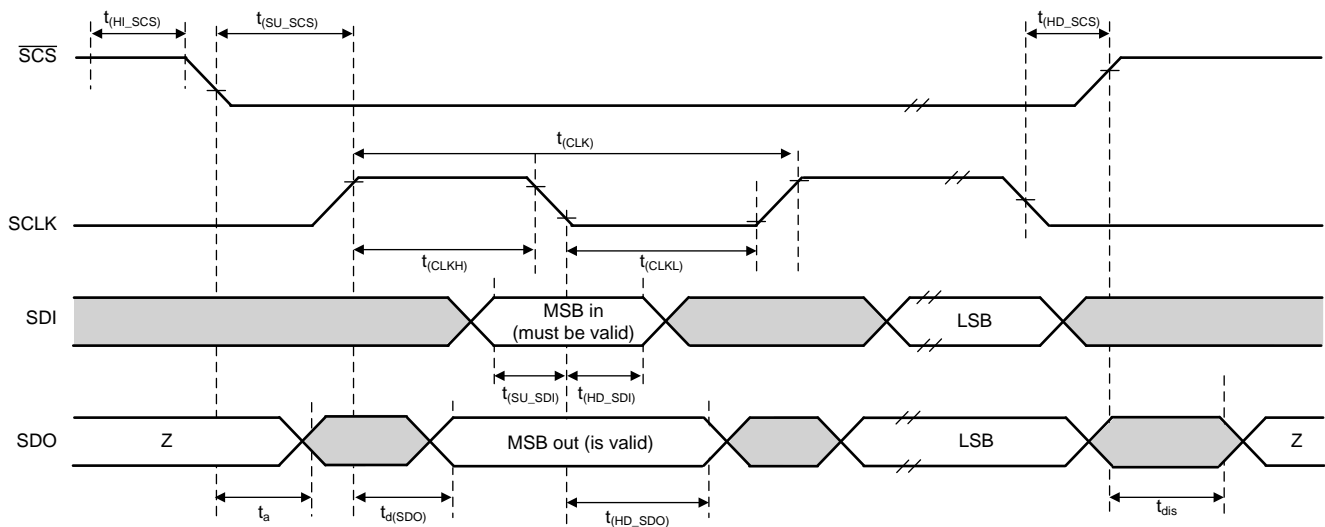 t(HI_SCS)
t(SU_SCS)
t(HD_SCS)
SCS
t(CLK)
SCLK
t(CLKH)
t(CLKL)
SDI
MSB in
(must be valid)
LSB
t(SU_SDI)
t(HD_SDI)
SDO
Z
MSB out (is valid)
LSB
Z
ta
td(SDO)
t(HD_SDO)
tdis